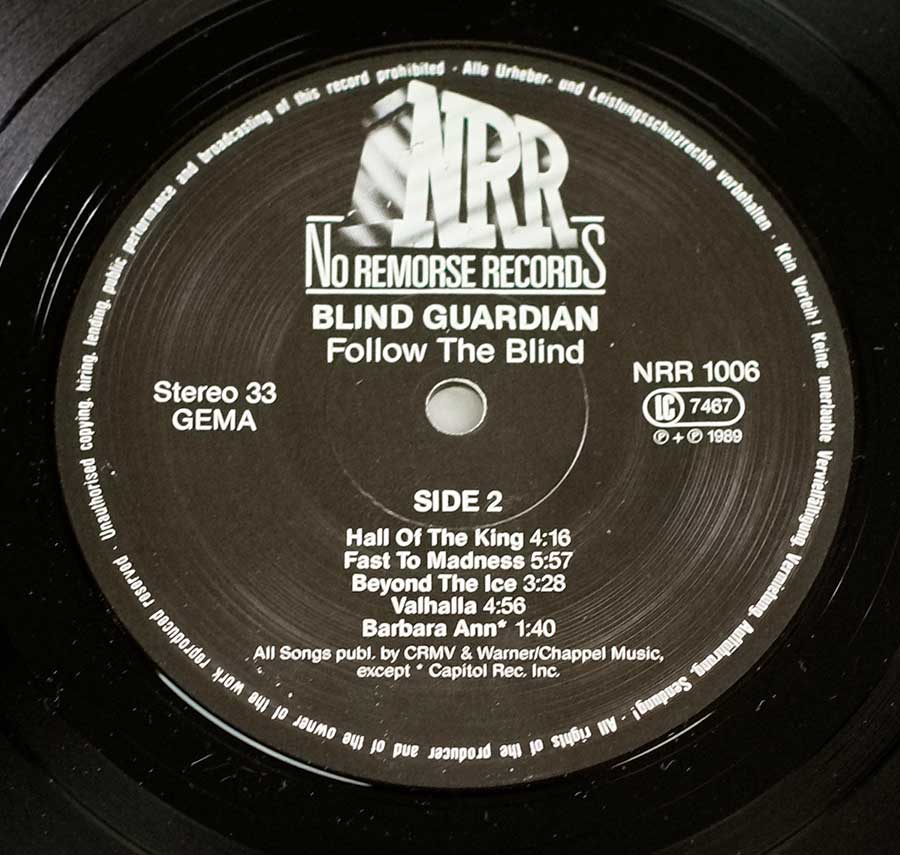 NRR
NO REMORSE RECORDS
BLIND GUARDIAN
Follow The Blind
Stereo 33
GEMA
NRR 1006
LC 7467
Ⓟ + Ⓟ 1989
SIDE 2
Hall Of The King 4:16
Fast To Madness 5:57
Beyond The Ice 3:28
Valhalla 4:56
Barbara Ann* 1:40
All Songs publ. by CRMV & Warner/Chappel Music,
except * Capitol Rec. Inc.
Alle Urheber- und Leistungsschutzrechte vorbehalten · Kein Verleih! Keine unerlaubte Vervielfältigung, Vermietung, Aufführung, Sendung! · All rights of the producer and of the owner of the work reproduced reserved · Unauthorised copying, hiring, lending, public performance and broadcasting of this record prohibited ·